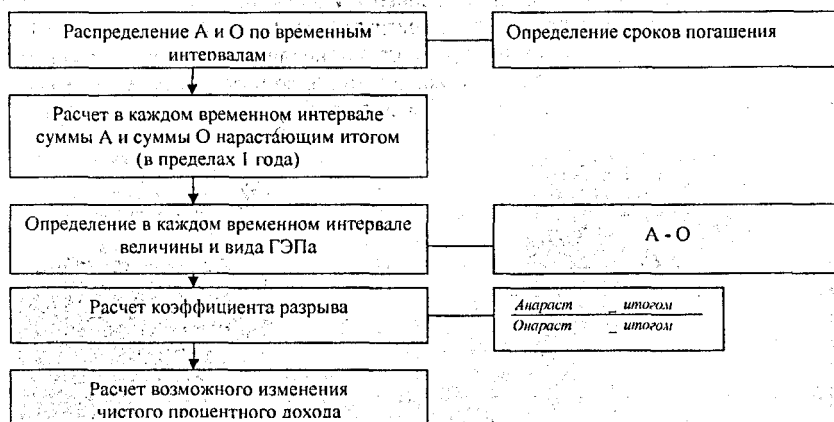 Распределение А и О по временным
интервалам
Определение сроков погашения
Расчет в каждом временном интервале
суммы А и суммы О нарастающим итогом
(в пределах 1 года)
Определение в каждом временном интервале
величины и вида ГЭПа
А - О
Расчет коэффициента разрыва
Анараст _ итогом
Онараст _ итогом
Расчет возможного изменения
чистого процентного дохода